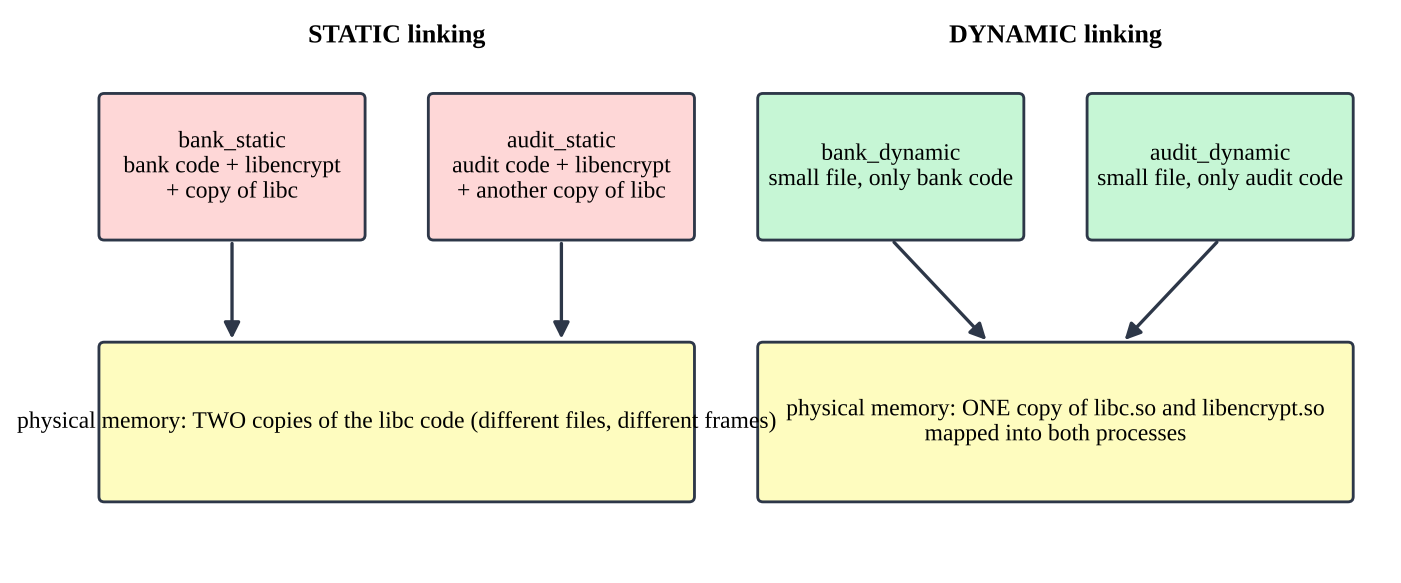 STATIC linking
DYNAMIC linking
bank_static
bank code + libencrypt
+ copy of libc
audit_static
audit code + libencrypt
+ another copy of libc
bank_dynamic
small file, only bank code
audit_dynamic
small file, only audit code
physical memory: TWO copies of the libc code (different files, different frames)
physical memory: ONE copy of libc.so and libencrypt.so
mapped into both processes